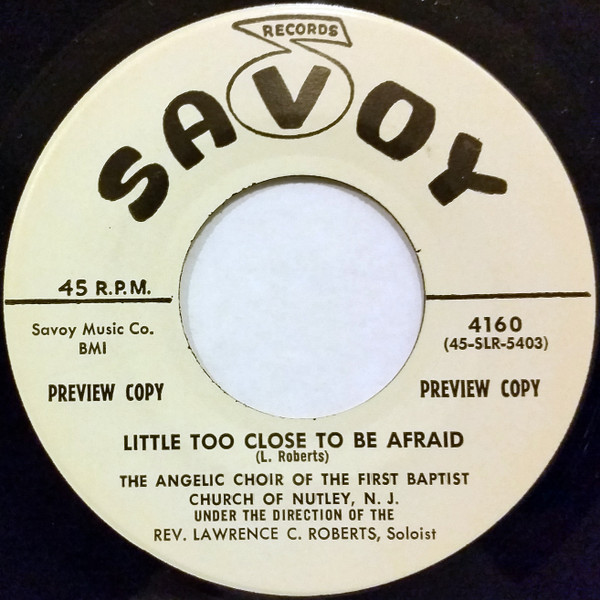 RECORDS
SAVOY
45 R.P.M.
Savoy Music Co.
BMI
4160
(45-SLR-5403)
PREVIEW COPY
PREVIEW COPY
LITTLE TOO CLOSE TO BE AFRAID
(L. Roberts)
THE ANGELIC CHOIR OF THE FIRST BAPTIST
CHURCH OF NUTLEY, N. J.
UNDER THE DIRECTION OF THE
REV. LAWRENCE C. ROBERTS, Soloist